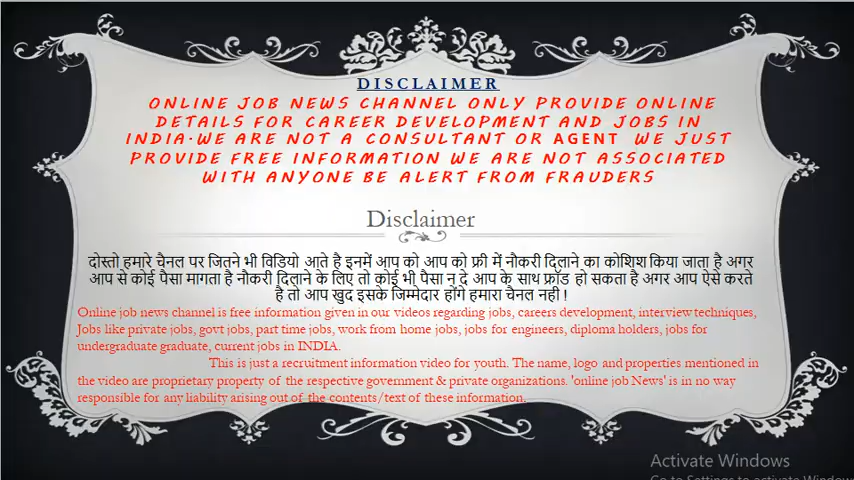 DISCLAIMER
ONLINE JOB NEWS CHANNEL ONLY PROVIDE ONLINE
DETAILS FOR CAREER DEVELOPMENT AND JOBS IN
INDIA.WE ARE NOT A CONSULTANT OR AGENT WE JUST
PROVIDE FREE INFORMATION WE ARE NOT ASSOCIATED
WITH ANYONE BE ALERT FROM FRAUDERS
Disclaimer
दोस्तो हमारे चैनल पर जितने भी विडियो आते है इनमें आप को आप को फ्री में नौकरी दिलाने का कोशिश किया जाता है अगर
आप से कोई पैसा मागता है नौकरी दिलाने के लिए तो कोई भी पैसा न दे आप के साथ फ्रॉड हो सकता है अगर आप ऐसे करते
है तो आप खुद इसके जिम्मेदार होंगे हमारा चैनल नही !
Online job news channel is free information given in our videos regarding jobs, careers development, interview techniques,
Jobs like private jobs, govt jobs, part time jobs, work from home jobs, jobs for engineers, diploma holders, jobs for
undergraduate graduate, current jobs in INDIA.
This is just a recruitment information video for youth. The name, logo and properties mentioned in
the video are proprietary property of the respective government & private organizations. 'online job News' is in no way
responsible for any liability arising out of the contents/text of these information.
Activate Windows
Go to Settings to activate Windows